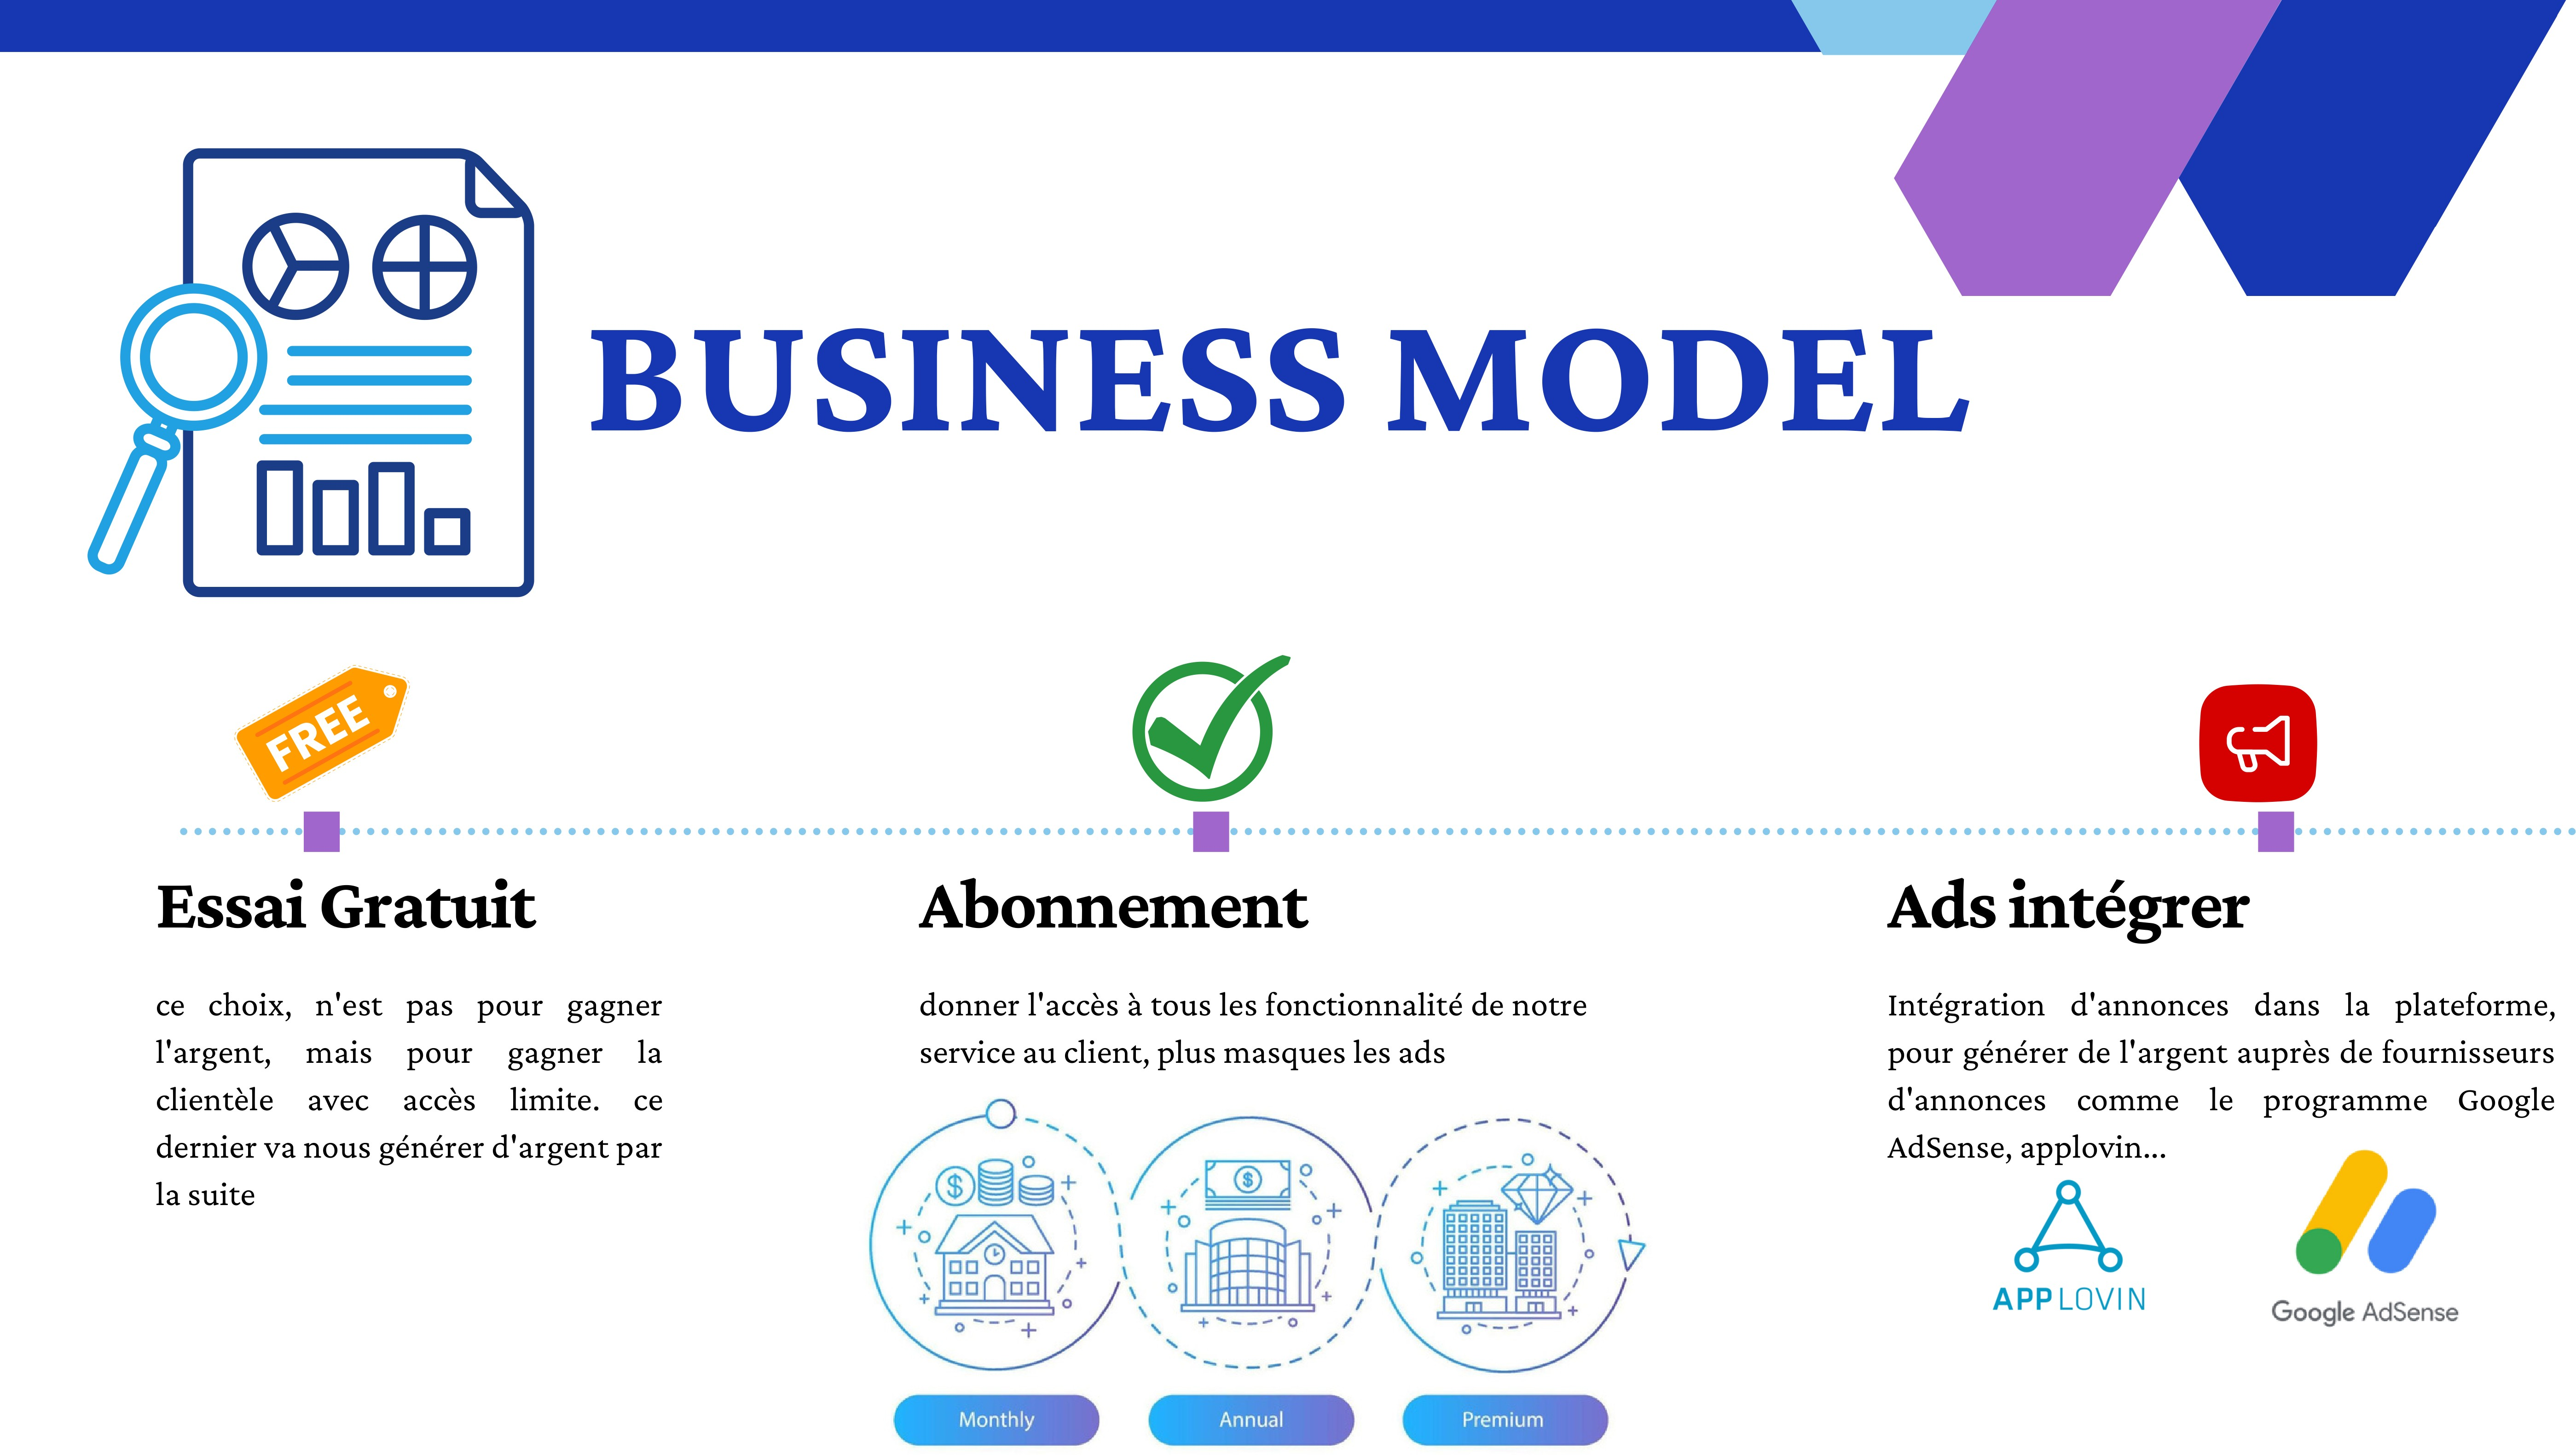 BUSINESS MODEL
FREE
Essai Gratuit
ce choix, n'est pas pour gagner
l'argent, mais pour gagner la
clientèle avec accès limite. ce
dernier va nous générer d'argent par
la suite
Abonnement
donner l'accès à tous les fonctionnalité de notre
service au client, plus masques les ads
Monthly
Annual
Premium
Ads intégrer
Intégration d'annonces dans la plateforme,
pour générer de l'argent auprès de fournisseurs
d'annonces comme le programme Google
AdSense, applovin...
APPLOVIN
Google AdSense